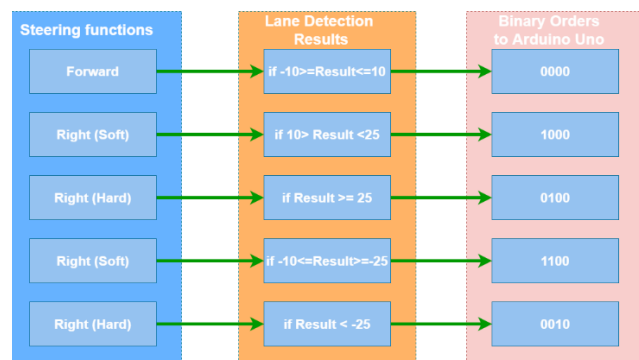 Steering functions
Lane Detection
Results
Binary Orders
to Arduino Uno
Forward
if -10>=Result<=10
0000
Right (Soft)
if 10> Result <25
1000
Right (Hard)
if Result >= 25
0100
Right (Soft)
if -10<=Result>=-25
1100
Right (Hard)
if Result < -25
0010